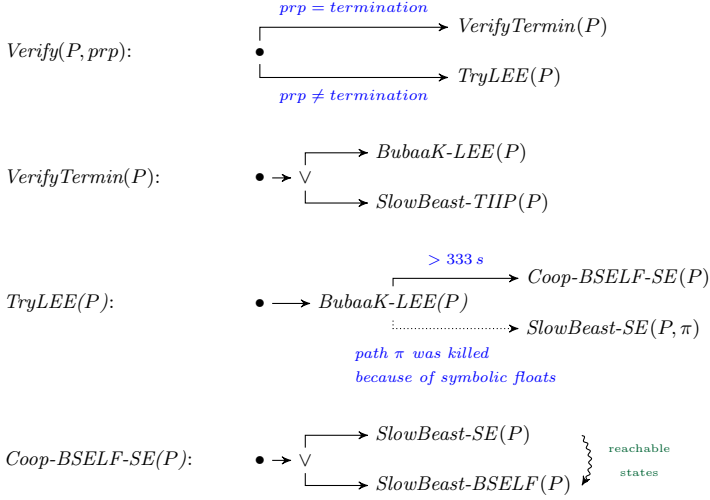 prp = termination
VerifyTermin(P)
Verify(P, prp):
TryLEE(P)
prp ≠ termination
BubaaK-LEE(P)
VerifyTermin(P):
∨
SlowBeast-TIIP(P)
> 333 s
Coop-BSELF-SE(P)
TryLEE(P):
BubaaK-LEE(P)
SlowBeast-SE(P, π)
path π was killed
because of symbolic floats
SlowBeast-SE(P)
reachable
Coop-BSELF-SE(P):
∨
states
SlowBeast-BSELF(P)